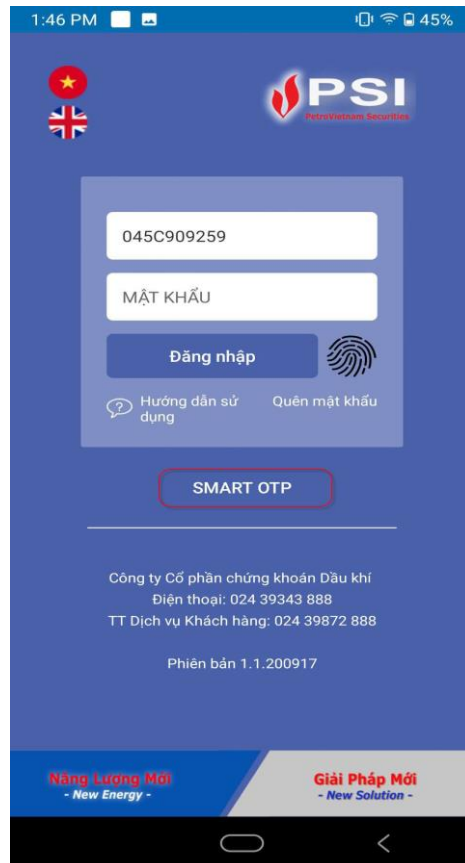 1:46 PM 45%
PSI
PetroVietnam Securities
045C909259
MẬT KHẨU
Đăng nhập
Hướng dẫn sử dụng
Quên mật khẩu
SMART OTP
Công ty Cổ phần chứng khoán Dầu khí
Điện thoại: 024 39343 888
TT Dịch vụ Khách hàng: 024 39872 888
Phiên bản 1.1.200917
Năng Lượng Mới
- New Energy -
Giải Pháp Mới
- New Solution -